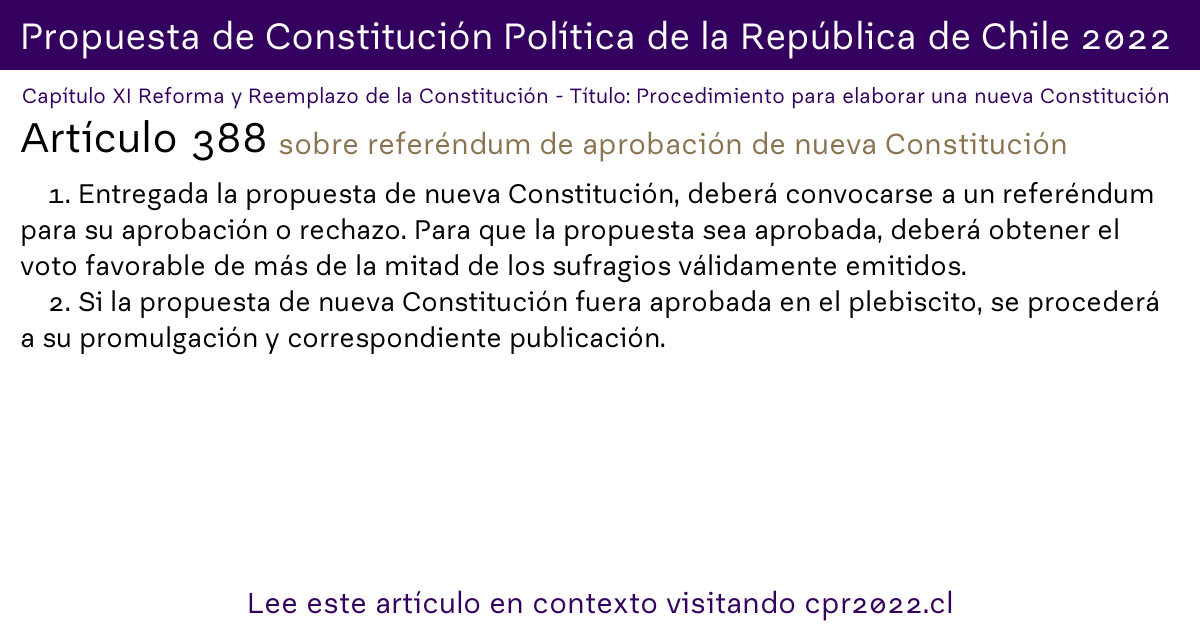 Propuesta de Constitución Política de la República de Chile 2022
Capítulo XI Reforma y Reemplazo de la Constitución - Título: Procedimiento para elaborar una nueva Constitución
Artículo 388 sobre referéndum de aprobación de nueva Constitución
1. Entregada la propuesta de nueva Constitución, deberá convocarse a un referéndum
para su aprobación o rechazo. Para que la propuesta sea aprobada, deberá obtener el
voto favorable de más de la mitad de los sufragios válidamente emitidos.
2. Si la propuesta de nueva Constitución fuera aprobada en el plebiscito, se procederá
a su promulgación y correspondiente publicación.
Lee este artículo en contexto visitando cpr2022.cl